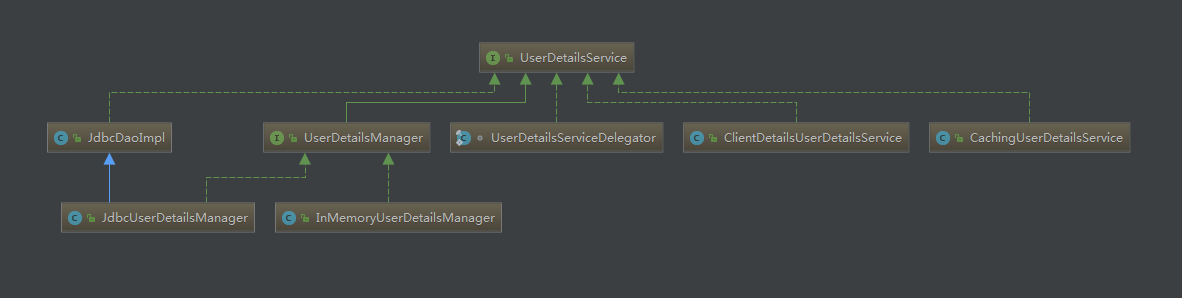 UserDetailsService
JdbcDaoImpl
UserDetailsManager
UserDetailsServiceDelegator
ClientDetailsUserDetailsService
CachingUserDetailsService
JdbcUserDetailsManager
InMemoryUserDetailsManager